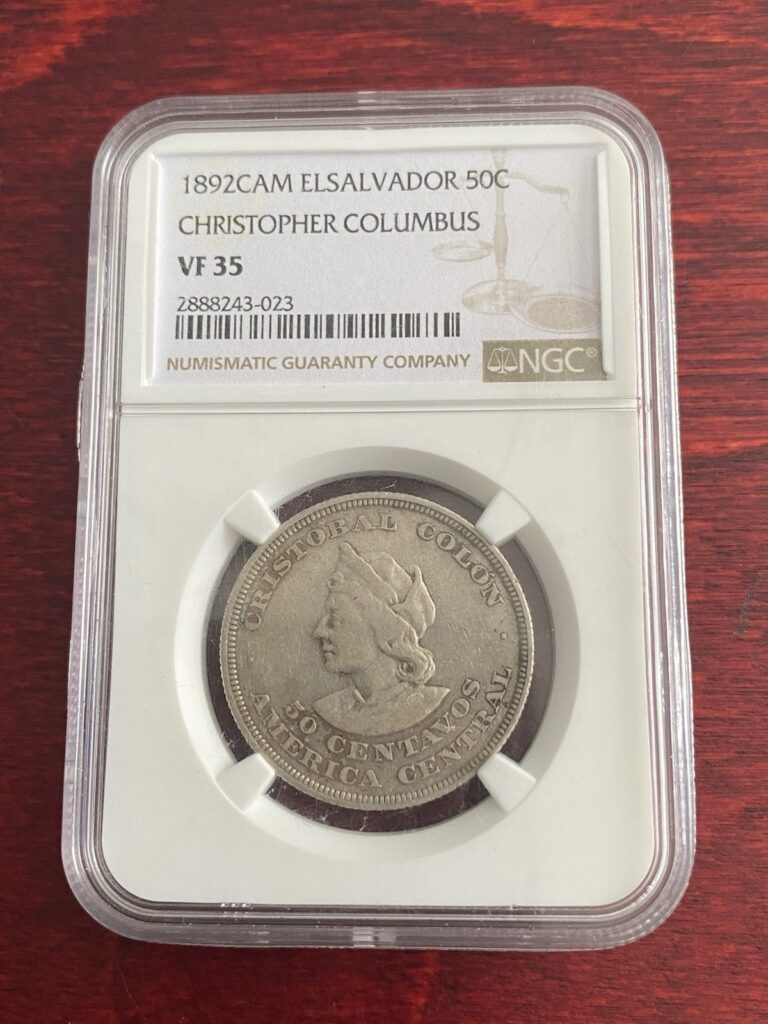 1892CAM ELSALVADOR 50C
CHRISTOPHER COLUMBUS
VF 35
2888243-023
NUMISMATIC GUARANTY COMPANY
NGC®
CRISTOBAL COLON
50 CENTAVOS
AMERICA CENTRAL